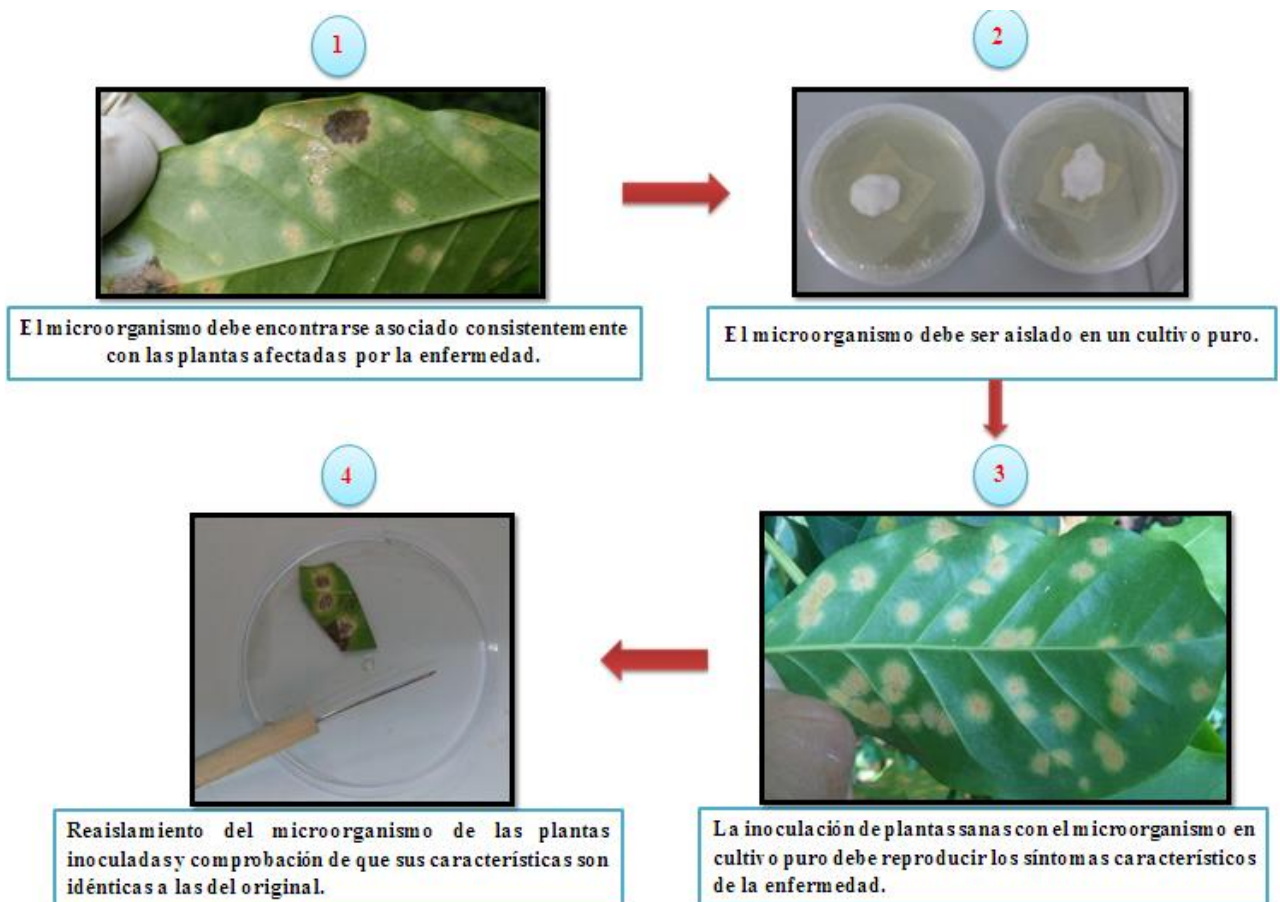 1
El microorganismo debe encontrarse asociado consistentemente
con las plantas afectadas por la enfermedad.
2
El microorganismo debe ser aislado en un cultivo puro.
3
La inoculación de plantas sanas con el microorganismo en
cultivo puro debe reproducir los síntomas característicos
de la enfermedad.
4
Reaislamiento del microorganismo de las plantas
inoculadas y comprobación de que sus características son
idénticas a las del original.